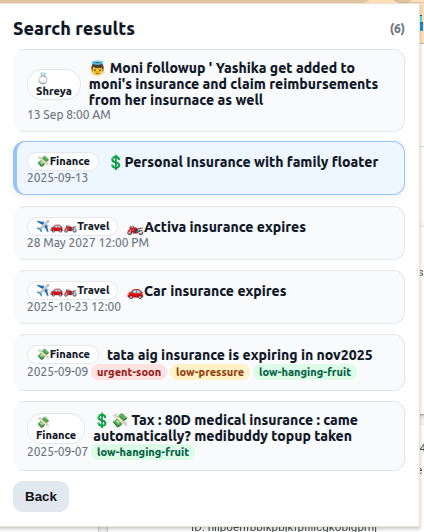 Search results (6)
💍 Shreya 👼 Moni followup ' Yashika get added to
moni's insurance and claim reimbursements
from her insurnace as well
13 Sep 8:00 AM
💸Finance 💲Personal Insurance with family floater
2025-09-13
✈️🚗🏍️Travel 🏍️Activa insurance expires
28 May 2027 12:00 PM
✈️🚗🏍️Travel 🚗Car insurance expires
2025-10-23 12:00
💸Finance tata aig insurance is expiring in nov2025
2025-09-09 urgent-soon low-pressure low-hanging-fruit
💸 Finance 💲💸 Tax : 80D medical insurance : came
automatically? medibuddy topup taken
2025-09-07 low-hanging-fruit
Back